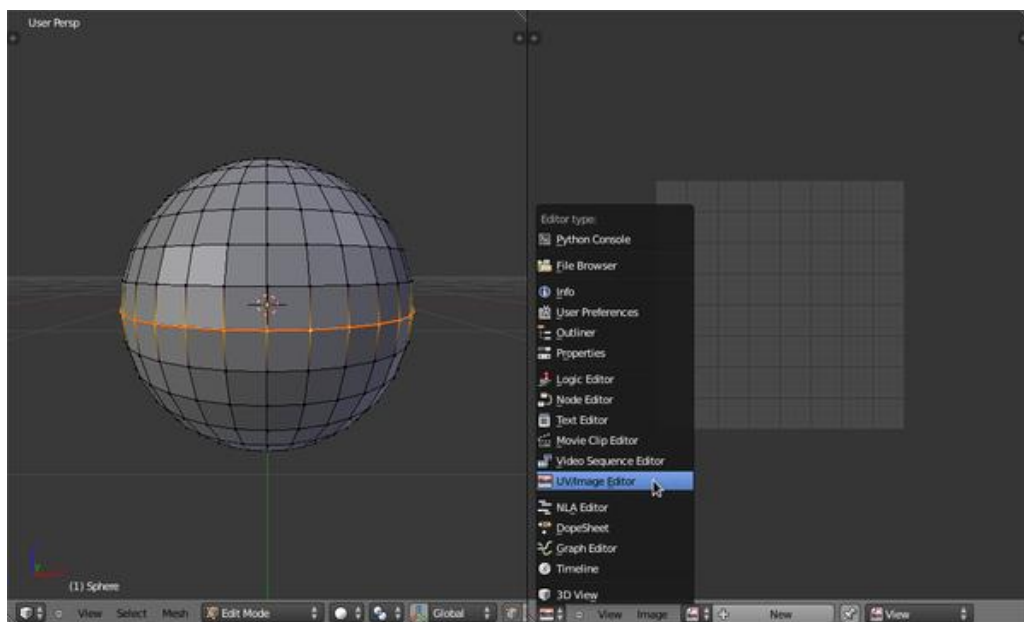 User Persp
Editor type:
Python Console
File Browser
Info
User Preferences
Outliner
Properties
Logic Editor
Node Editor
Text Editor
Movie Clip Editor
Video Sequence Editor
UV/Image Editor
NLA Editor
DopeSheet
Graph Editor
Timeline
3D View
(1) Sphere
View Select Mesh Edit Mode Global View Image New View